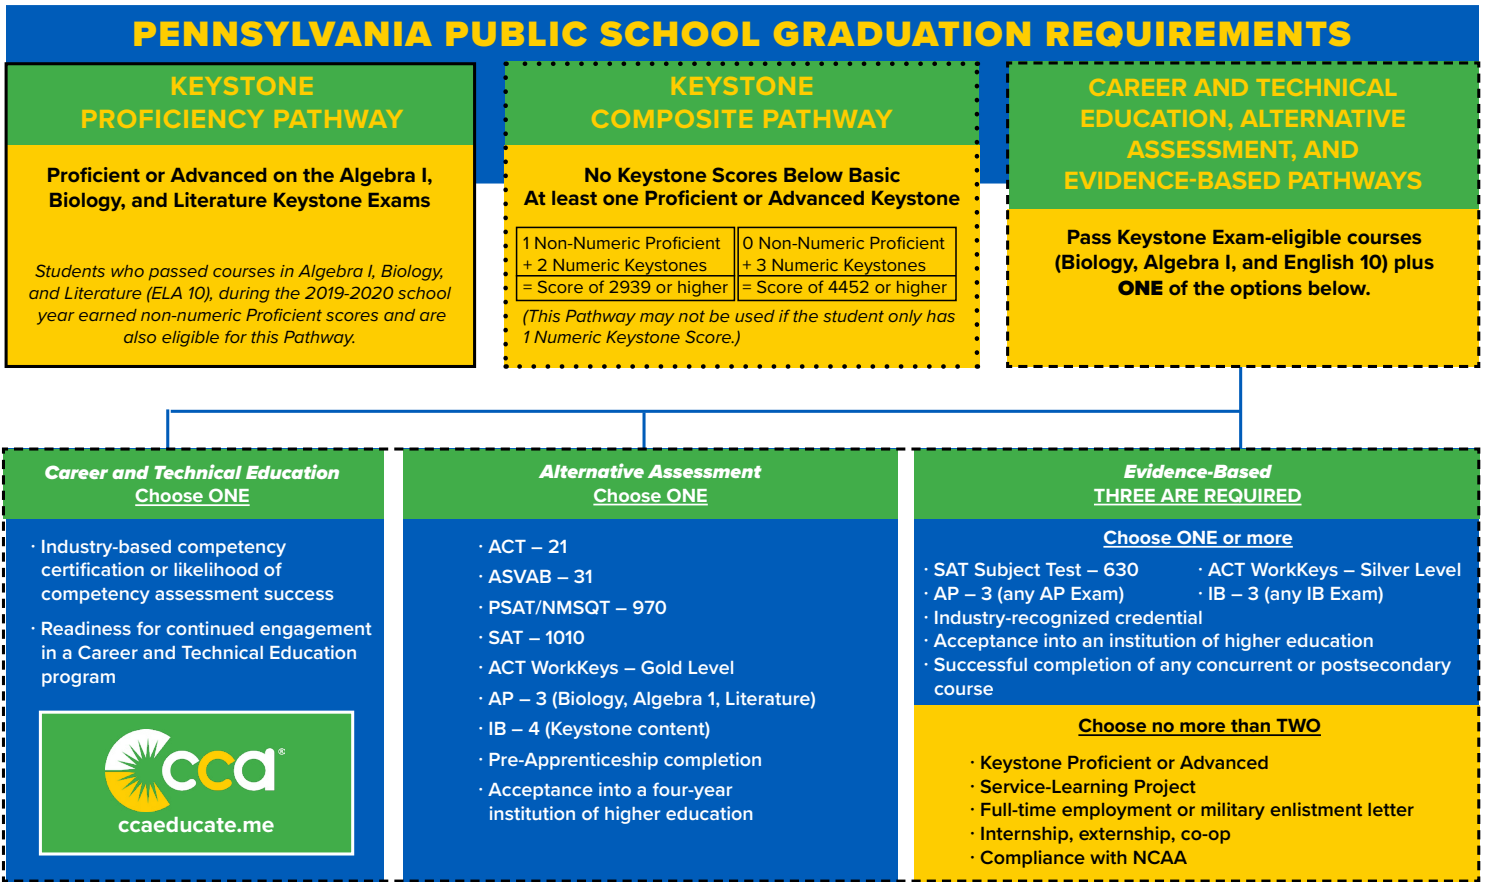 PENNSYLVANIA PUBLIC SCHOOL GRADUATION REQUIREMENTS
KEYSTONE
PROFICIENCY PATHWAY
Proficient or Advanced on the Algebra I,
Biology, and Literature Keystone Exams
Students who passed courses in Algebra I, Biology,
and Literature (ELA 10), during the 2019-2020 school
year earned non-numeric Proficient scores and are
also eligible for this Pathway.
KEYSTONE
COMPOSITE PATHWAY
No Keystone Scores Below Basic
At least one Proficient or Advanced Keystone
1 Non-Numeric Proficient
+ 2 Numeric Keystones
= Score of 2939 or higher
0 Non-Numeric Proficient
+ 3 Numeric Keystones
= Score of 4452 or higher
(This Pathway may not be used if the student only has
1 Numeric Keystone Score.)
CAREER AND TECHNICAL
EDUCATION, ALTERNATIVE
ASSESSMENT, AND
EVIDENCE-BASED PATHWAYS
Pass Keystone Exam-eligible courses
(Biology, Algebra I, and English 10) plus
ONE of the options below.
Career and Technical Education
Choose ONE
· Industry-based competency
certification or likelihood of
competency assessment success
· Readiness for continued engagement
in a Career and Technical Education
program
cca®
ccaeducate.me
Alternative Assessment
Choose ONE
· ACT – 21
· ASVAB – 31
· PSAT/NMSQT – 970
· SAT – 1010
· ACT WorkKeys – Gold Level
· AP – 3 (Biology, Algebra 1, Literature)
· IB – 4 (Keystone content)
· Pre-Apprenticeship completion
· Acceptance into a four-year
institution of higher education
Evidence-Based
THREE ARE REQUIRED
Choose ONE or more
· SAT Subject Test – 630
· ACT WorkKeys – Silver Level
· AP – 3 (any AP Exam)
· IB – 3 (any IB Exam)
· Industry-recognized credential
· Acceptance into an institution of higher education
· Successful completion of any concurrent or postsecondary
course
Choose no more than TWO
· Keystone Proficient or Advanced
· Service-Learning Project
· Full-time employment or military enlistment letter
· Internship, externship, co-op
· Compliance with NCAA